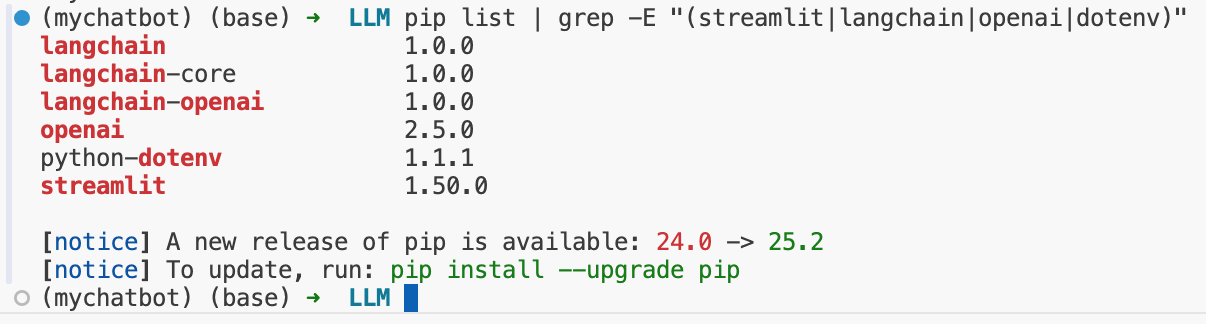 (mychatbot) (base) ➜  LLM pip list | grep -E "(streamlit|langchain|openai|dotenv)"
langchain                 1.0.0
langchain-core            1.0.0
langchain-openai          1.0.0
openai                    2.5.0
python-dotenv             1.1.1
streamlit                 1.50.0
[notice] A new release of pip is available: 24.0 -> 25.2
[notice] To update, run: pip install --upgrade pip
(mychatbot) (base) ➜  LLM